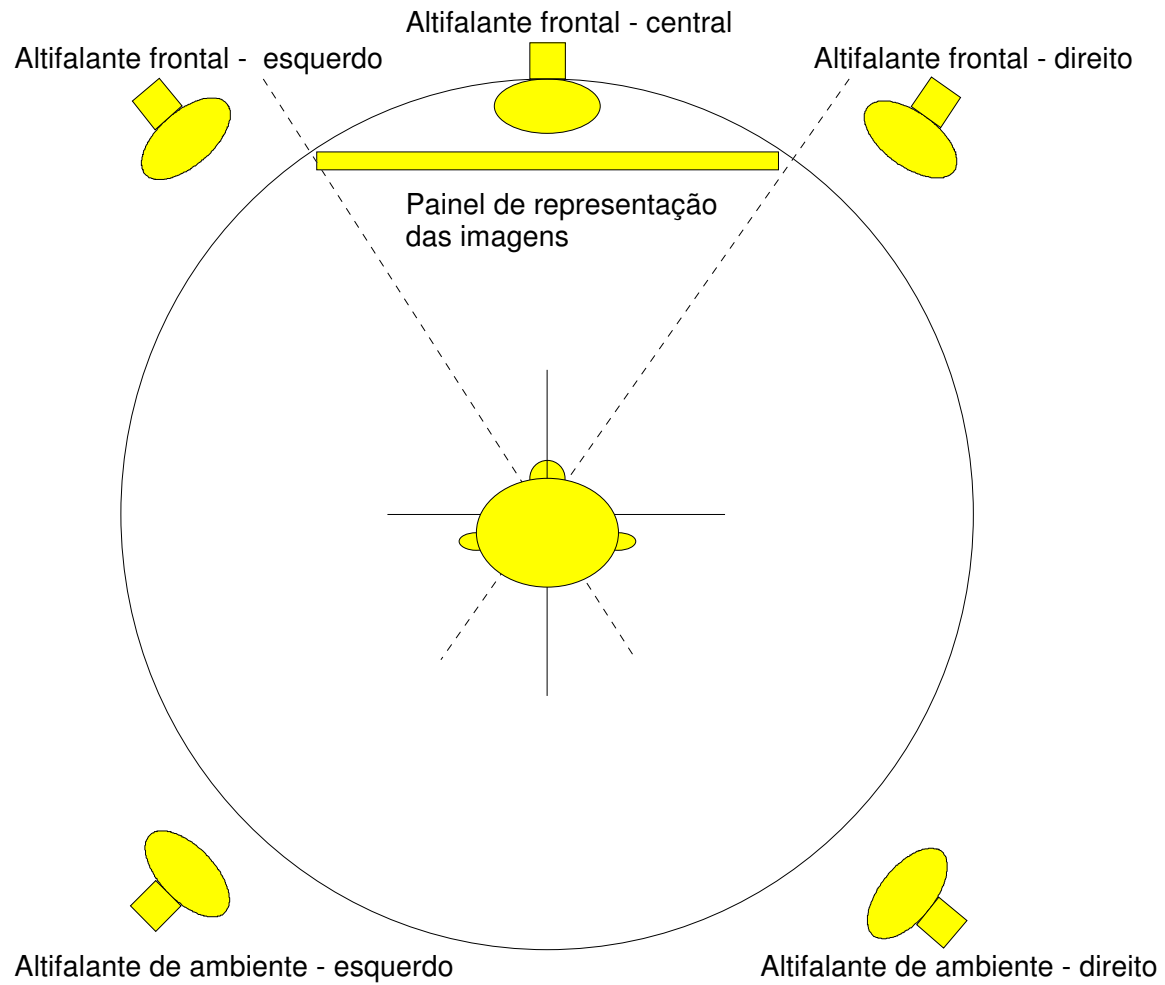 Altifalante frontal - central
Altifalante frontal - esquerdo
Altifalante frontal - direito
Painel de representação
das imagens
Altifalante de ambiente - esquerdo
Altifalante de ambiente - direito